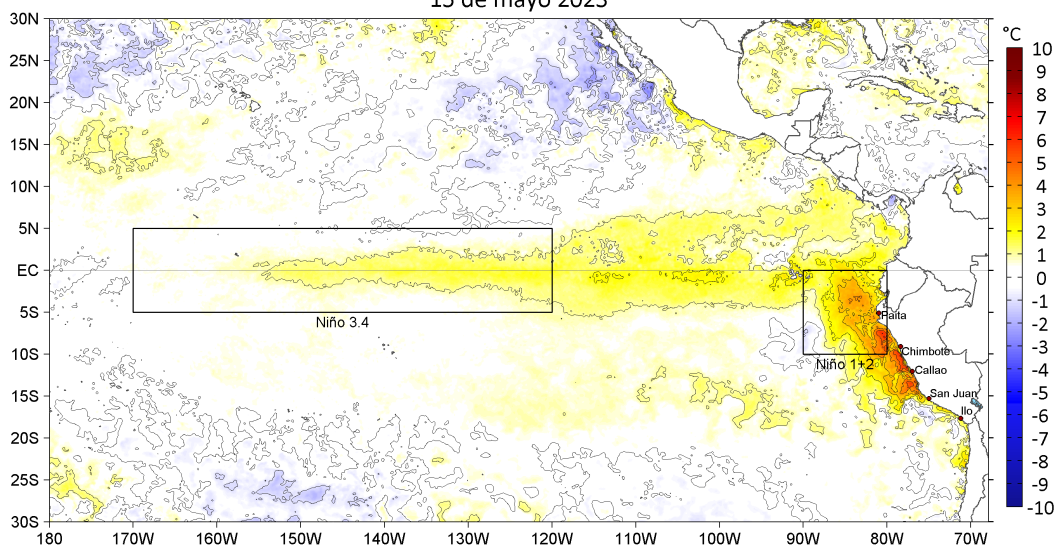 15 de mayo 2023
30N
25N
20N
15N
10N
5N
EC
5S
10S
15S
20S
25S
30S
180
170W
160W
150W
140W
130W
120W
110W
100W
90W
80W
70W
Niño 3.4
Niño 1+2
Paita
Chimbote
Callao
San Juan
Ilo
°C
10
9
8
7
6
5
4
3
2
1
0
-1
-2
-3
-4
-5
-6
-7
-8
-9
-10